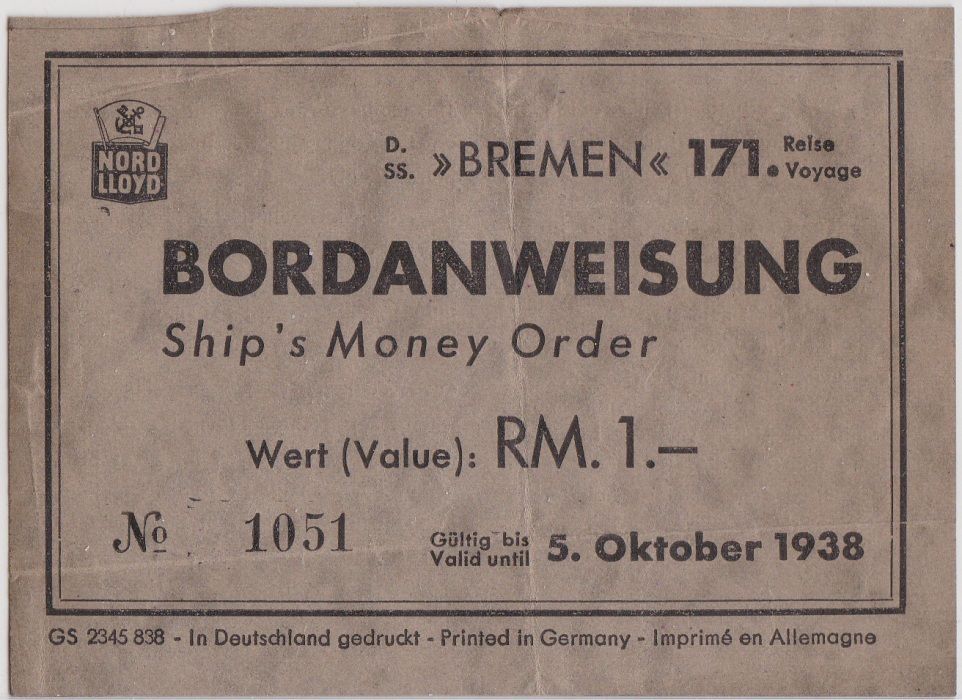 NORD
LLOYD
D. SS. »BREMEN« 171. Reise Voyage
BORDANWEISUNG
Ship's Money Order
Wert (Value): RM. 1.–
№ 1051
Gültig bis
Valid until 5. Oktober 1938
GS 2345 838 - In Deutschland gedruckt - Printed in Germany - Imprimé en Allemagne